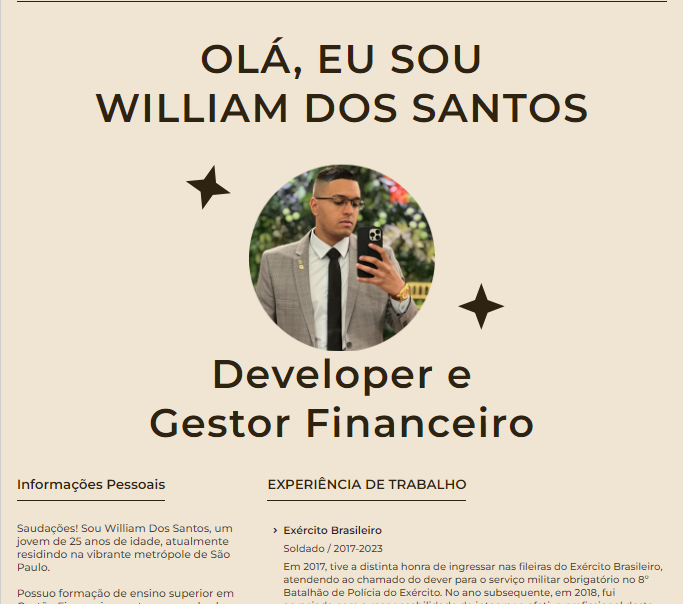 OLÁ, EU SOU
WILLIAM DOS SANTOS
Developer e
Gestor Financeiro
Informações Pessoais
Saudações! Sou William Dos Santos, um
jovem de 25 anos de idade, atualmente
residindo na vibrante metrópole de São
Paulo.
Possuo formação de ensino superior em
EXPERIÊNCIA DE TRABALHO
Exército Brasileiro
Soldado / 2017-2023
Em 2017, tive a distinta honra de ingressar nas fileiras do Exército Brasileiro,
atendendo ao chamado do dever para o serviço militar obrigatório no 8º
Batalhão de Polícia do Exército. No ano subsequente, em 2018, fui